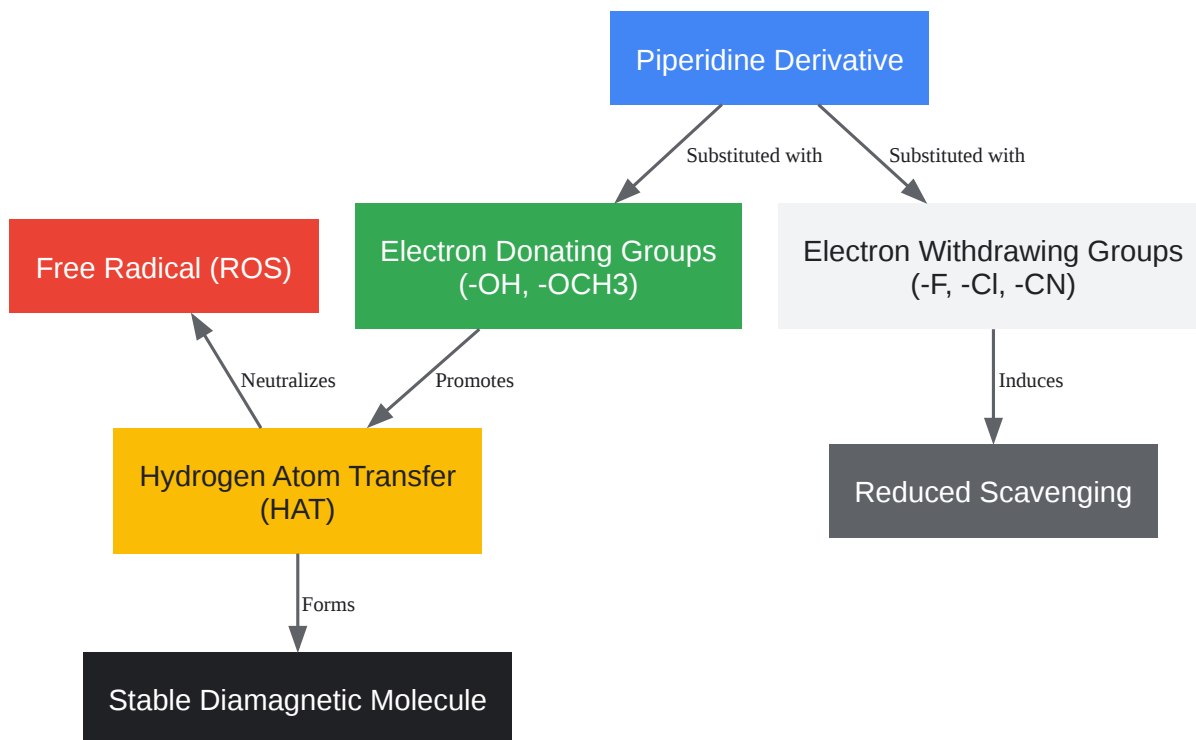 Piperidine Derivative
Substituted with
Substituted with
Free Radical (ROS)
Electron Donating Groups
(-OH, -OCH3)
Electron Withdrawing Groups
(-F, -Cl, -CN)
Neutralizes
Promotes
Induces
Hydrogen Atom Transfer
(HAT)
Reduced Scavenging
Forms
Stable Diamagnetic Molecule